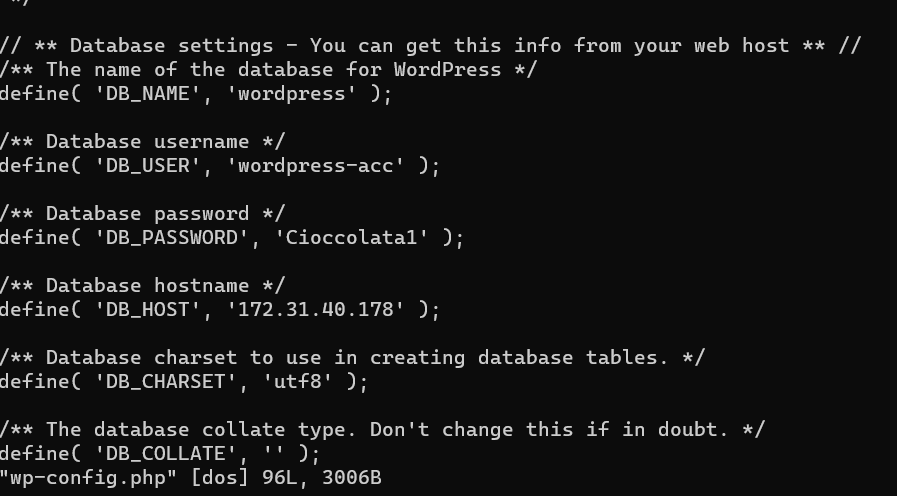 */
// ** Database settings - You can get this info from your web host ** //
/** The name of the database for WordPress */
define( 'DB_NAME', 'wordpress' );
/** Database username */
define( 'DB_USER', 'wordpress-acc' );
/** Database password */
define( 'DB_PASSWORD', 'Cioccolata1' );
/** Database hostname */
define( 'DB_HOST', '172.31.40.178' );
/** Database charset to use in creating database tables. */
define( 'DB_CHARSET', 'utf8' );
/** The database collate type. Don't change this if in doubt. */
define( 'DB_COLLATE', '' );
"wp-config.php" [dos] 96L, 3006B